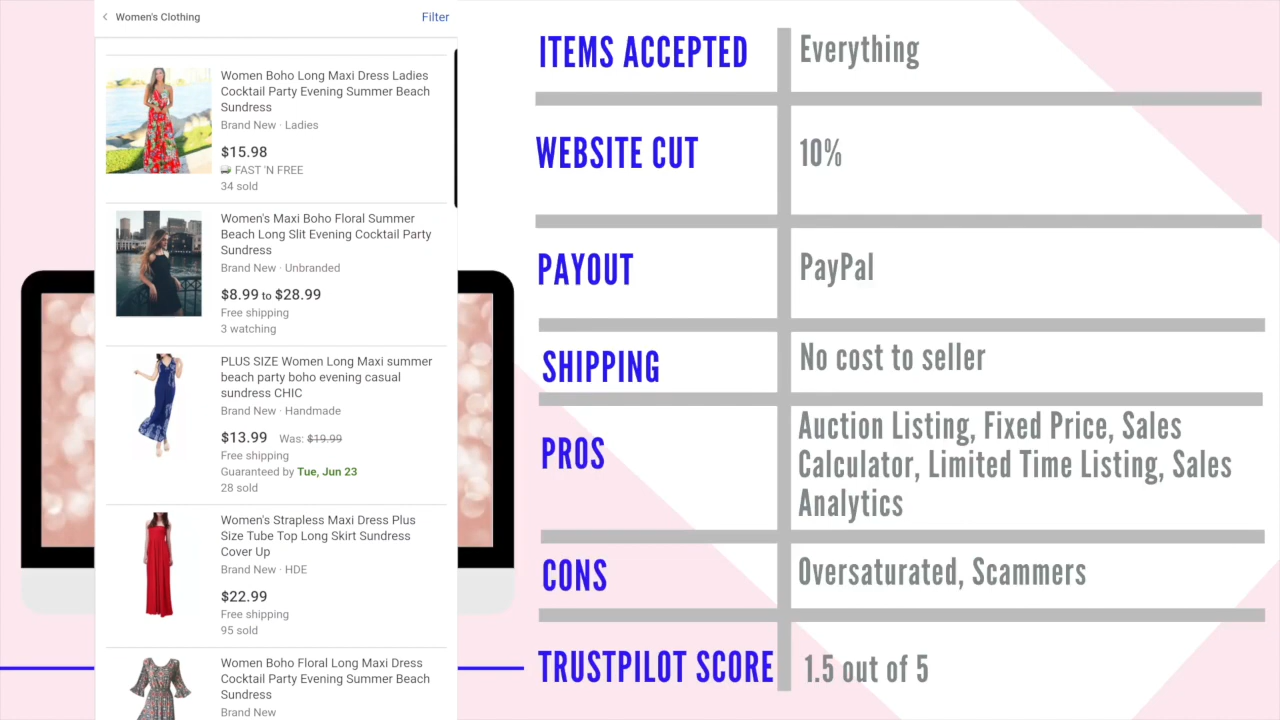 Women's Clothing
Filter
Women Boho Long Maxi Dress Ladies
Cocktail Party Evening Summer Beach
Sundress
Brand New · Ladies
$15.98
FAST 'N FREE
34 sold
Women's Maxi Boho Floral Summer
Beach Long Slit Evening Cocktail Party
Sundress
Brand New · Unbranded
$8.99 to $28.99
Free shipping
3 watching
PLUS SIZE Women Long Maxi summer
beach party boho evening casual
sundress CHIC
Brand New · Handmade
$13.99 Was: $19.99
Free shipping
Guaranteed by Tue, Jun 23
28 sold
Women's Strapless Maxi Dress Plus
Size Tube Top Long Skirt Sundress
Cover Up
Brand New · HDE
$22.99
Free shipping
95 sold
Women Boho Floral Long Maxi Dress
Cocktail Party Evening Summer Beach
Sundress
Brand New
ITEMS ACCEPTED
Everything
WEBSITE CUT
10%
PAYOUT
PayPal
SHIPPING
No cost to seller
PROS
Auction Listing, Fixed Price, Sales
Calculator, Limited Time Listing, Sales
Analytics
CONS
Oversaturated, Scammers
TRUSTPILOT SCORE
1.5 out of 5